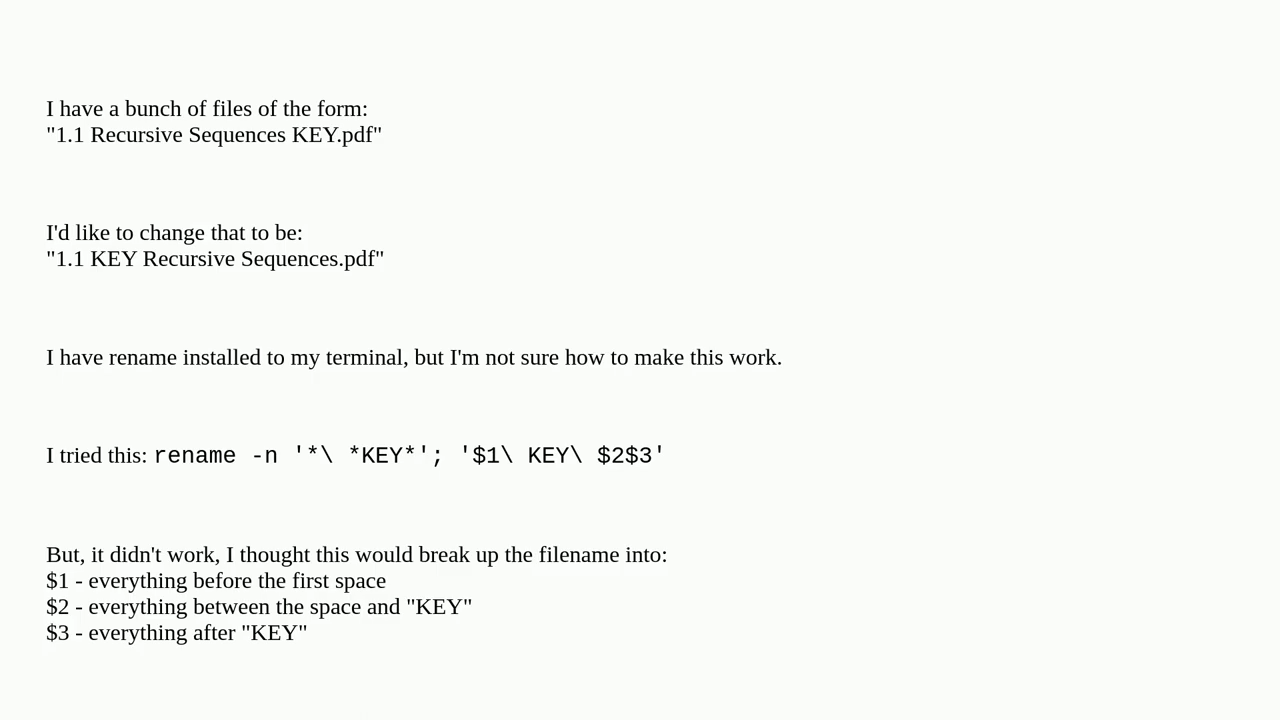 I have a bunch of files of the form:
"1.1 Recursive Sequences KEY.pdf"
I'd like to change that to be:
"1.1 KEY Recursive Sequences.pdf"
I have rename installed to my terminal, but I'm not sure how to make this work.
I tried this: rename -n '*\ *KEY*'; '$1\ KEY\ $2$3'
But, it didn't work, I thought this would break up the filename into:
$1 - everything before the first space
$2 - everything between the space and "KEY"
$3 - everything after "KEY"